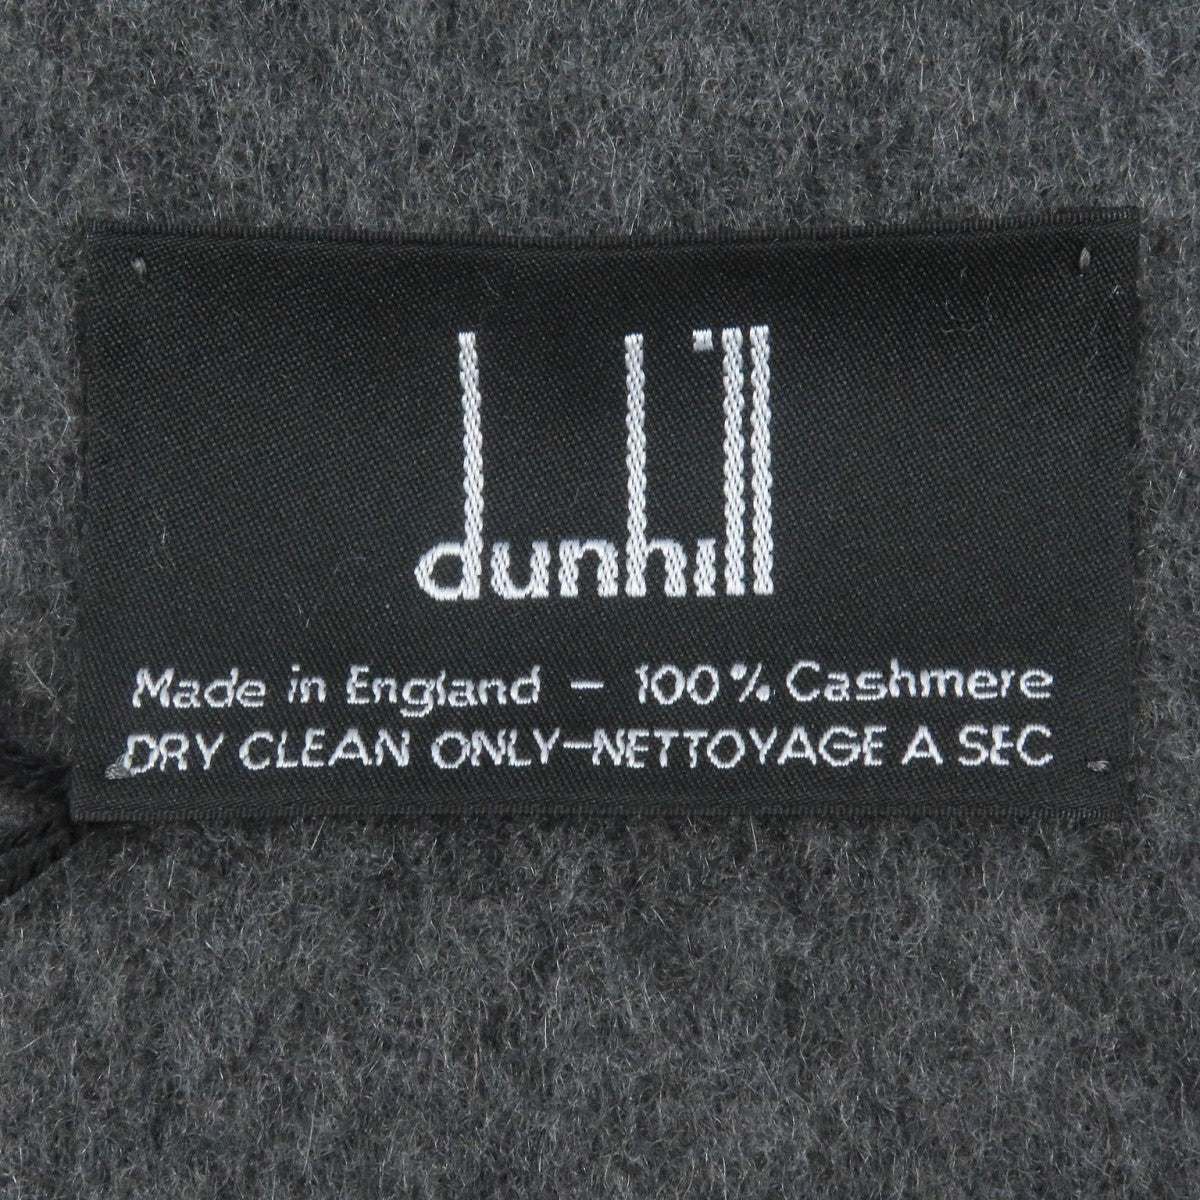 dunhill
Made in England - 100% Cashmere
DRY CLEAN ONLY-NETTOYAGE A SEC